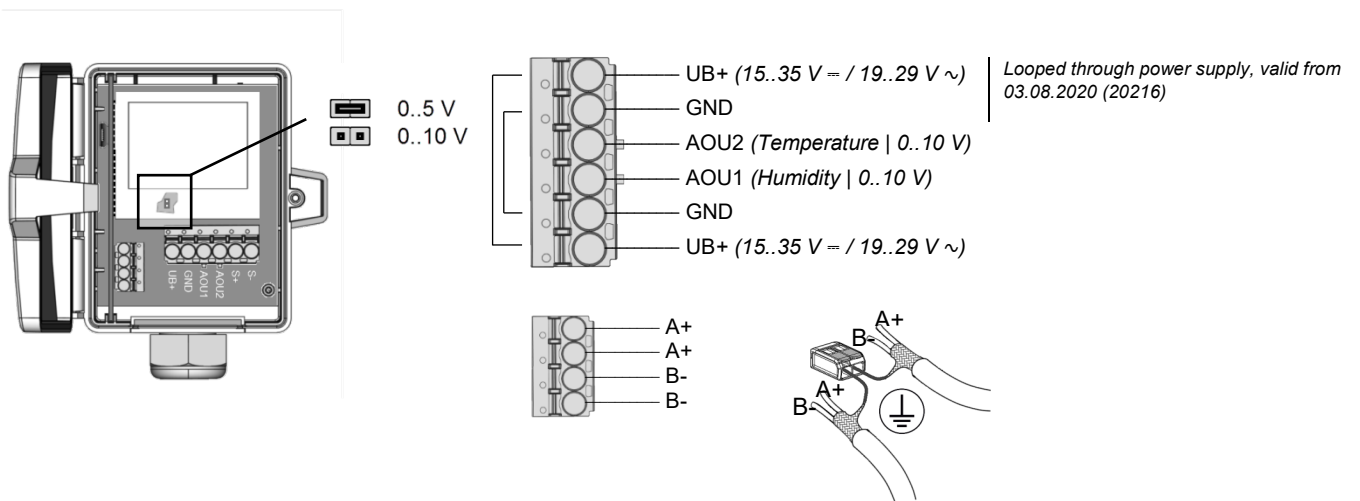 0..5 V
0..10 V
UB+ (15..35 V ⎓ / 19..29 V ∿)
GND
AOU2 (Temperature | 0..10 V)
AOU1 (Humidity | 0..10 V)
GND
UB+ (15..35 V ⎓ / 19..29 V ∿)
Looped through power supply, valid from
03.08.2020 (20216)
UB+
GND
AOU1
AOU2
S+
S-
A+
A+
B-
B-
A+
B-
A+
B-